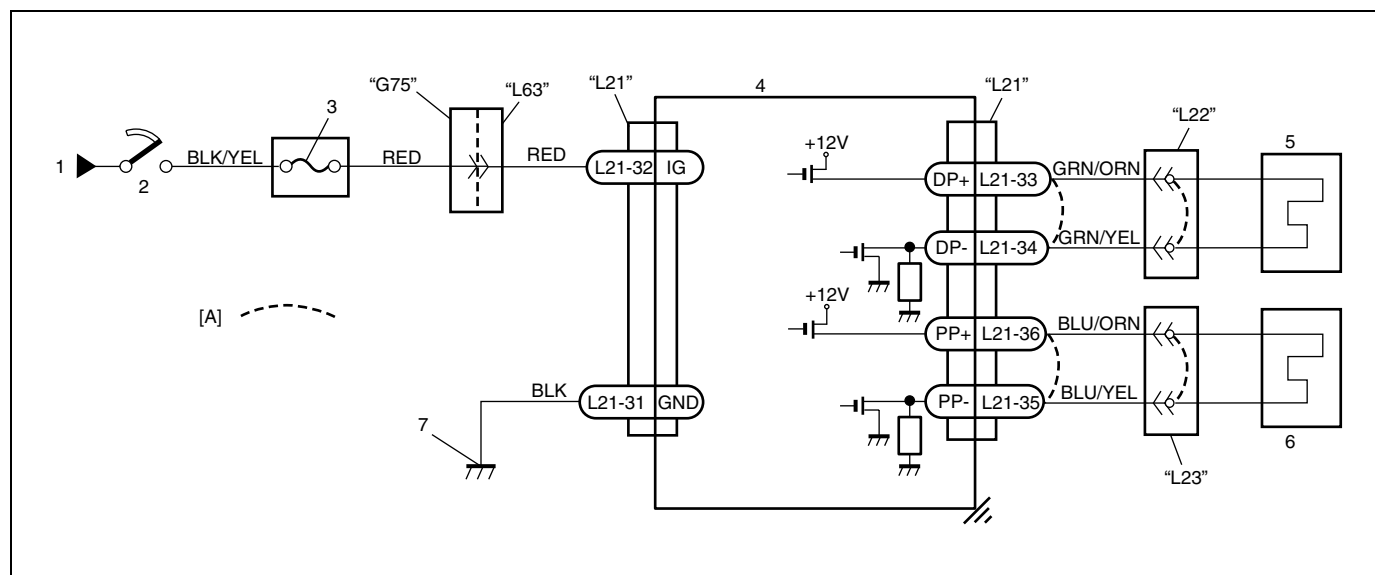 “G75” “L63” “L21” 4 “L21” “L22” 5
3
1 2 BLK/YEL RED RED L21-32 IG
+12V
DP+ L21-33 GRN/ORN
DP- L21-34 GRN/YEL
[A]
+12V
PP+ L21-36 BLU/ORN
BLK L21-31 GND
PP- L21-35 BLU/YEL
7
6
“L23”